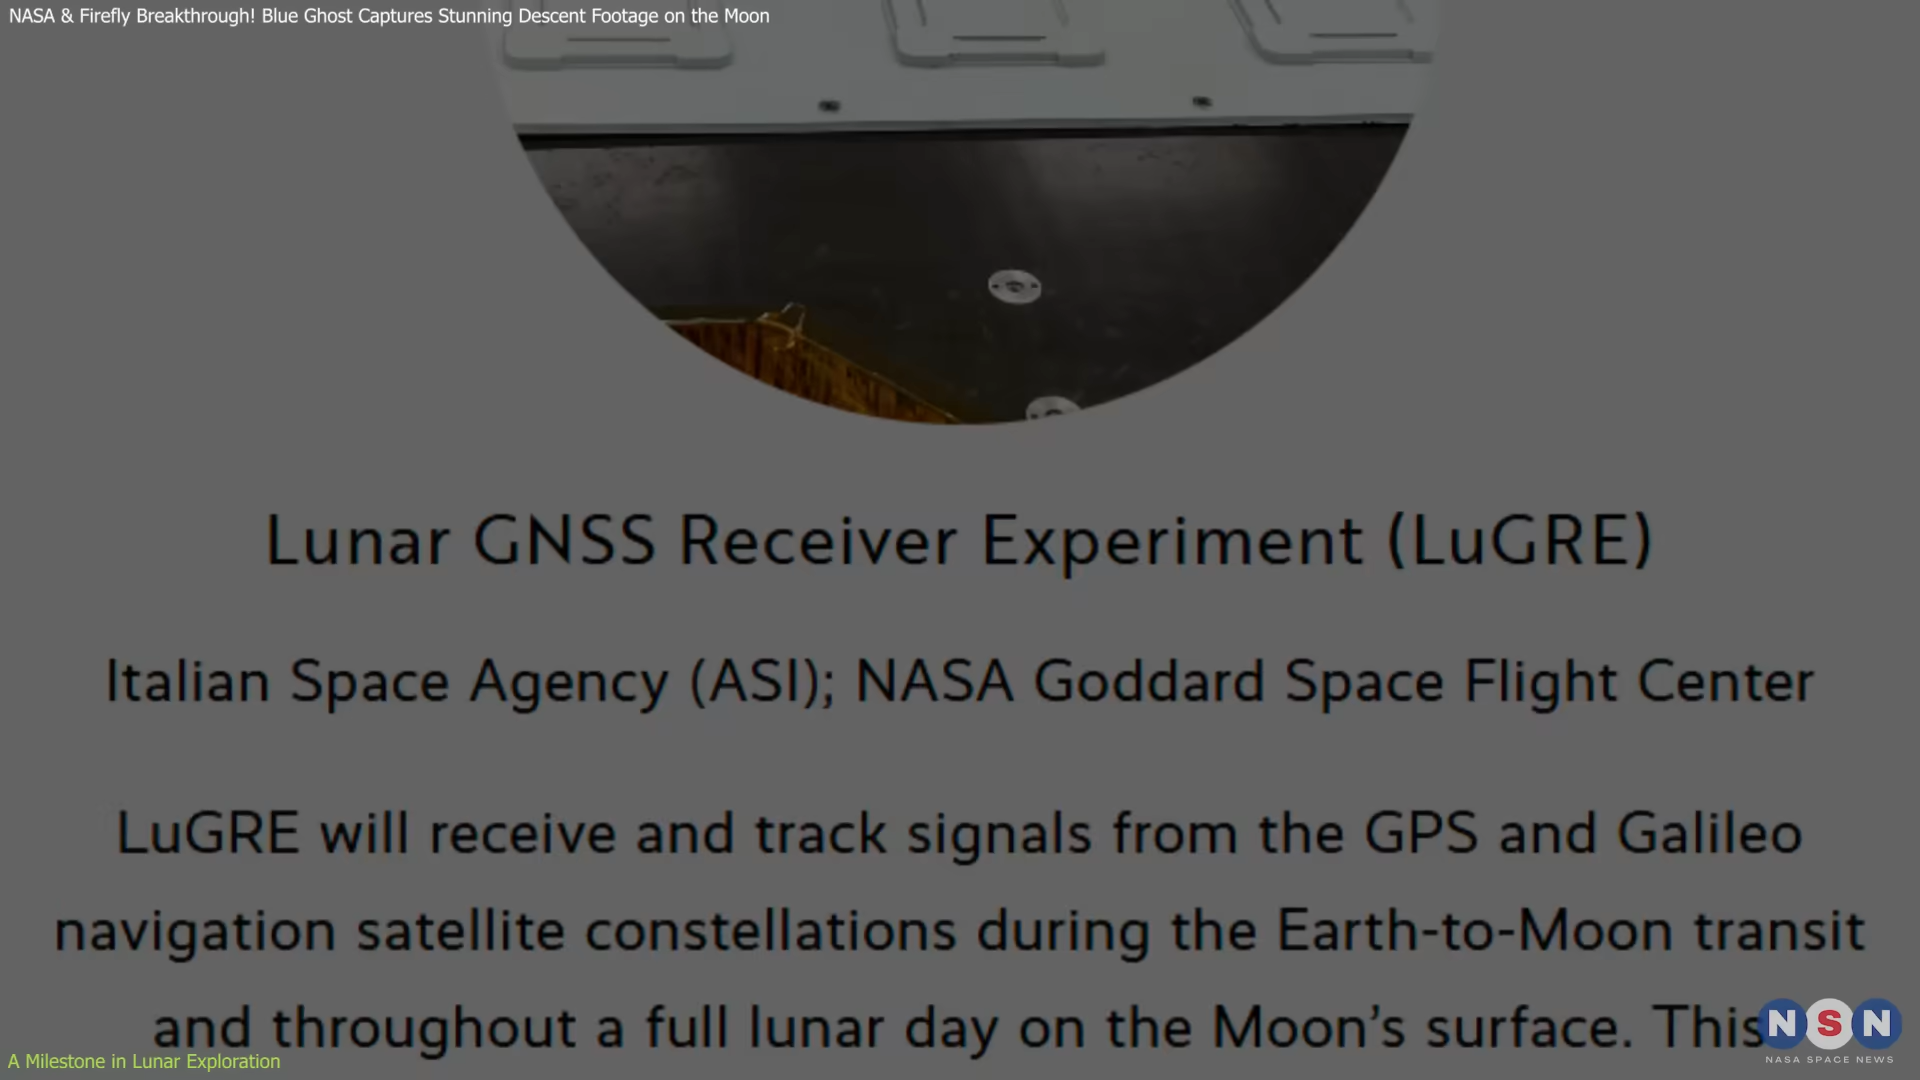 NASA & Firefly Breakthrough! Blue Ghost Captures Stunning Descent Footage on the Moon
Lunar GNSS Receiver Experiment (LuGRE)
Italian Space Agency (ASI); NASA Goddard Space Flight Center
LuGRE will receive and track signals from the GPS and Galileo
navigation satellite constellations during the Earth-to-Moon transit
and throughout a full lunar day on the Moon’s surface. This
A Milestone in Lunar Exploration
NSN
NASA SPACE NEWS